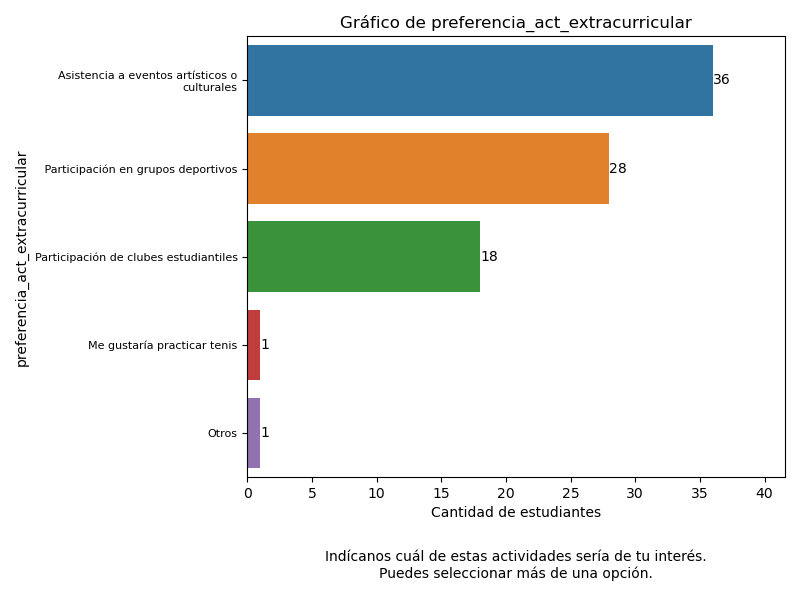 Gráfico de preferencia_act_extracurricular
preferencia_act_extracurricular
Asistencia a eventos artísticos o
culturales
36
Participación en grupos deportivos
28
Participación de clubes estudiantiles
18
Me gustaría practicar tenis
1
Otros
1
0 5 10 15 20 25 30 35 40
Cantidad de estudiantes
Indícanos cuál de estas actividades sería de tu interés.
Puedes seleccionar más de una opción.